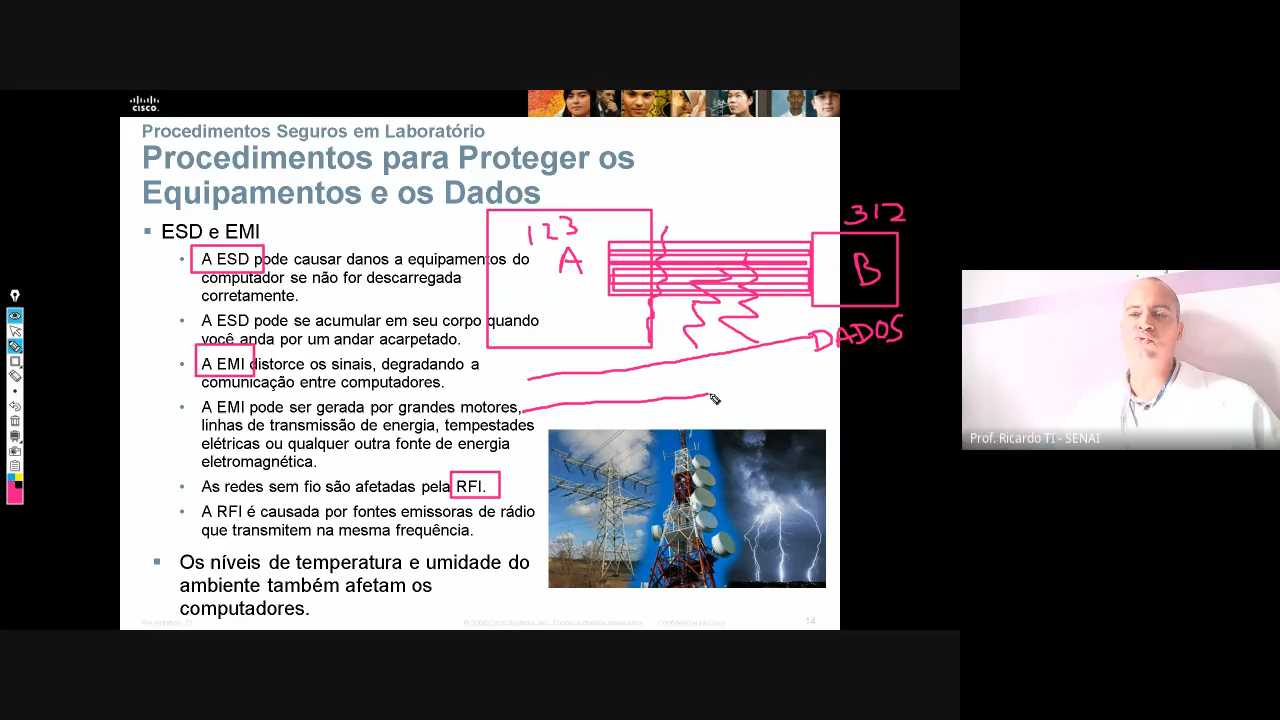 CISCO
Procedimentos Seguros em Laboratório
Procedimentos para Proteger os
Equipamentos e os Dados
ESD e EMI
A ESD pode causar danos a equipamentos do
computador se não for descarregada
corretamente.
A ESD pode se acumular em seu corpo quando
você anda por um andar acarpetado.
A EMI distorce os sinais, degradando a
comunicação entre computadores.
A EMI pode ser gerada por grandes motores,
linhas de transmissão de energia, tempestades
elétricas ou qualquer outra fonte de energia
eletromagnética.
As redes sem fio são afetadas pela RFI.
A RFI é causada por fontes emissoras de rádio
que transmitem na mesma frequência.
Os níveis de temperatura e umidade do
ambiente também afetam os
computadores.
123
A
312
B
DADOS
14
Prof. Ricardo TI - SENAI